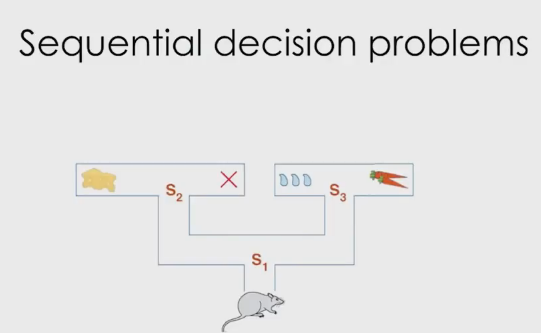 Sequential decision problems
S2
S3
S1